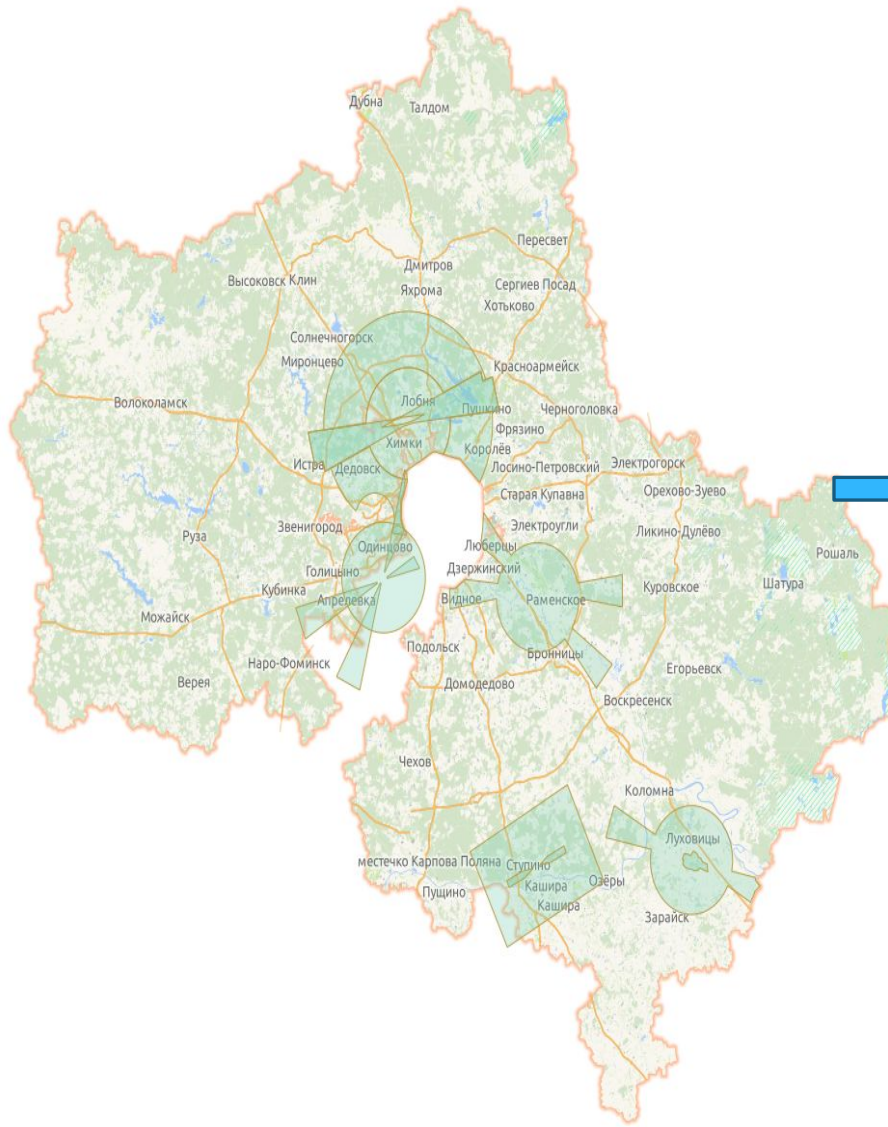 Дубна
Талдом
Пересвет
Дмитров
Высоковск Клин
Сергиев Посад
Яхрома
Хотьково
Солнечногорск
Миронцево
Красноармейск
Волоколамск
Лобня
Пушкино
Черноголовка
Фрязино
Химки
Королёв
Истра
Дедовск
Лосино-Петровский
Электрогорск
Старая Купавна
Орехово-Зуево
Звенигород
Электроугли
Ликино-Дулёво
Руза
Одинцово
Люберцы
Рошаль
Голицыно
Дзержинский
Шатура
Кубинка
Апрелевка
Видное
Раменское
Куровское
Можайск
Подольск
Бронницы
Наро-Фоминск
Егорьевск
Верея
Домодедово
Воскресенск
Чехов
Коломна
Луховицы
местечко Карпова Поляна
Ступино
Озёры
Пущино
Кашира
Кашира
Зарайск